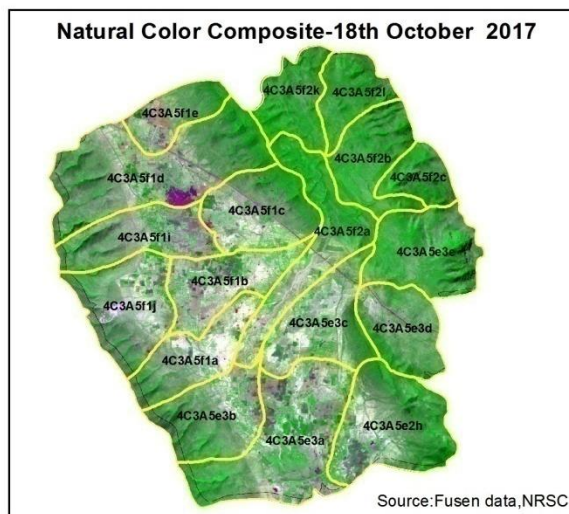 Natural Color Composite-18th October 2017
4C3A5f2k
4C3A5f2l
4C3A5f1e
4C3A5f2b
4C3A5f1d
4C3A5f2c
4C3A5f1c
4C3A5f2a
4C3A5f1i
4C3A5e3e
4C3A5f1b
4C3A5f1j
4C3A5e3c
4C3A5e3d
4C3A5f1a
4C3A5e3b
4C3A5e2h
4C3A5e3a
Source:Fusen data,NRSC